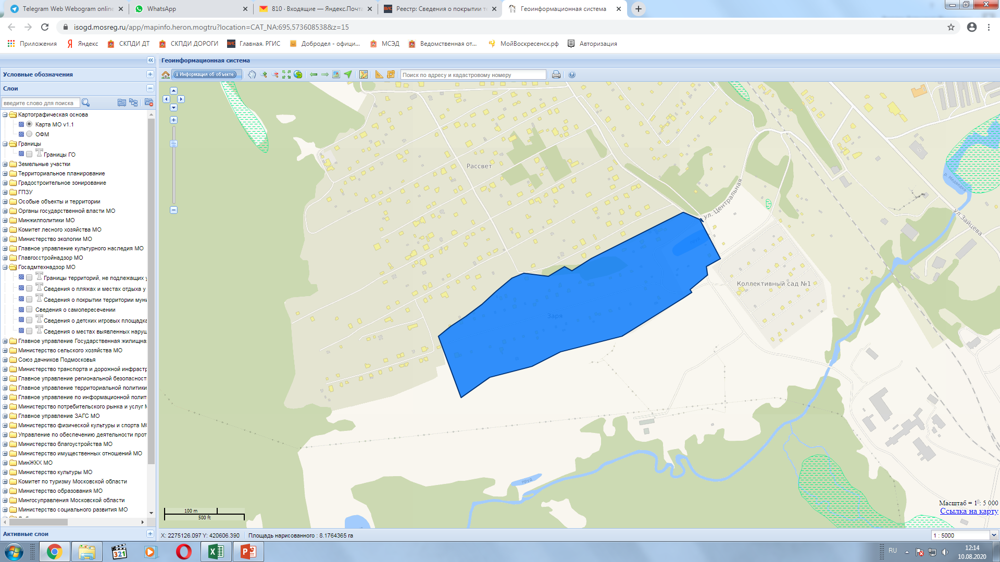 Telegram Web Webogram online
WhatsApp
810 · Входящие — Яндекс.Почта
Реестр: Сведения о покрытии т
Геоинформационная система
isogd.mosreg.ru/app/mapinfo.heron.mogtru?location=CAT_NA:695,573608538&z=15
Приложения
Яндекс
СКПДИ ДТ
СКПДИ ДОРОГИ
Главная. РГИС
Добродел - офици...
МСЭД
Ведомственная от...
МойВоскресенск.рф
Авторизация
Геоинформационная система
Условные обозначения
Информация об объекте
Поиск по адресу и кадастровому номеру
Слои
введите слово для поиска
Картографическая основа
Карта МО v1.1
ОФМ
Границы
Границы ГО
Земельные участки
Территориальное планирование
Градостроительное зонирование
ГПЗУ
Особые объекты и территории
Органы государственной власти МО
Минжилполитики МО
Комитет лесного хозяйства МО
Министерство экологии МО
Главное управление культурного наследия МО
Главгосстройнадзор МО
Госадмтехнадзор МО
Границы территорий, не подлежащих у
Сведения о пляжах и местах отдыха у
Сведения о покрытии территории муни
Сведения о самопересечении
Сведения о детских игровых площадка
Сведения о местах выявленных наруш
Главное управление Государственная жилищная
Министерство сельского хозяйства МО
Союз дачников Подмосковья
Министерство транспорта и дорожной инфрастр
Главное управление региональной безопасност
Главное управление территориальной политики
Главное управление по информационной полит
Министерство потребительского рынка и услуг М
Главное управление ЗАГС МО
Министерство физической культуры и спорта МО
Управление по обеспечению деятельности прот
Министерство благоустройства МО
Министерство имущественных отношений МО
МинЖКХ МО
Министерство культуры МО
Комитет по туризму Московской области
Министерство образования МО
Мингосуправления Московской области
Министерство социального развития МО
Активные слои
Рассвет
ул. Центральная
р. Медведка
ул.Зайцева
Коллективный сад №1
Заря
пруд
100 m
500 ft
Масштаб = 1 : 5 000
Ссылка на карту
X: 2275126.097 Y: 420606.390
Площадь нарисованного : 8.1764365 га
1 : 5000
321
RU
12:14
10.08.2020